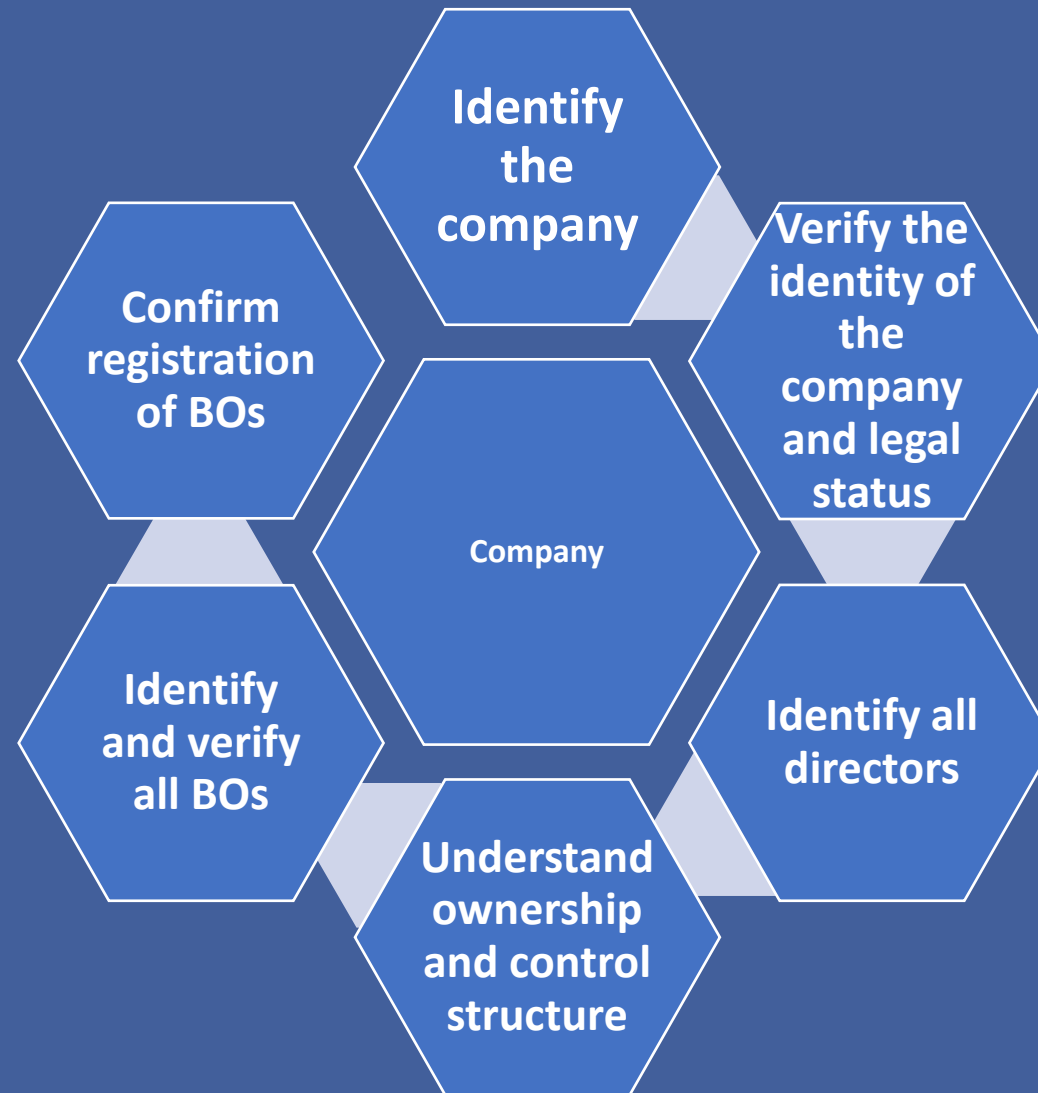 Identify
the
company
Verify the
identity of
the
company
and legal
status
Identify all
directors
Understand
ownership
and control
structure
Identify
and verify
all BOs
Confirm
registration
of BOs
Company